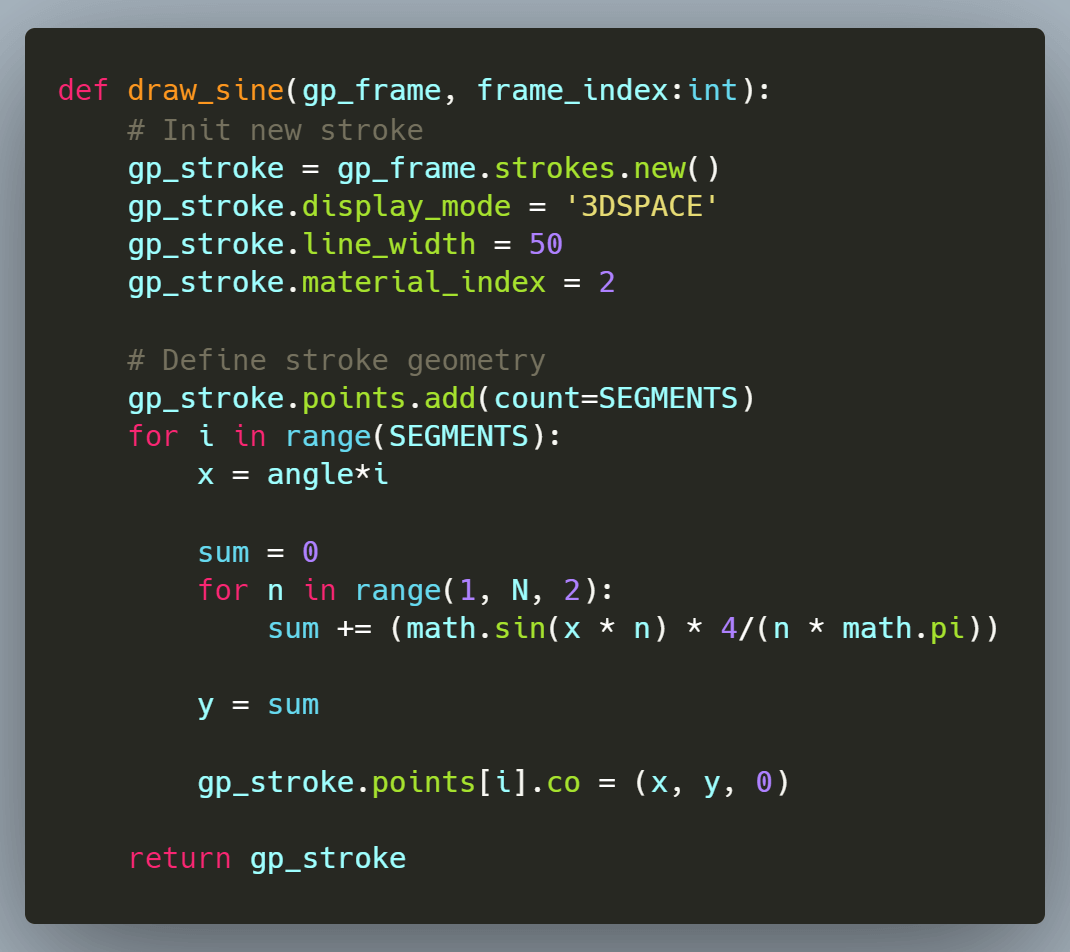 def draw_sine(gp_frame, frame_index:int):
    # Init new stroke
    gp_stroke = gp_frame.strokes.new()
    gp_stroke.display_mode = '3DSPACE'
    gp_stroke.line_width = 50
    gp_stroke.material_index = 2

    # Define stroke geometry
    gp_stroke.points.add(count=SEGMENTS)
    for i in range(SEGMENTS):
        x = angle*i

        sum = 0
        for n in range(1, N, 2):
            sum += (math.sin(x * n) * 4/(n * math.pi))

        y = sum

        gp_stroke.points[i].co = (x, y, 0)

    return gp_stroke